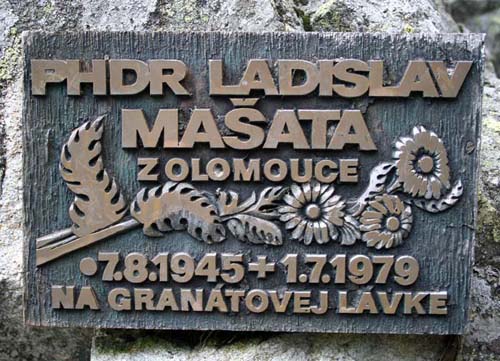 PHDR LADISLAV
MAŠATA
Z OLOMOUCE
•7.8.1945 + 1.7.1979
NA GRANÁTOVEJ LÁVKE